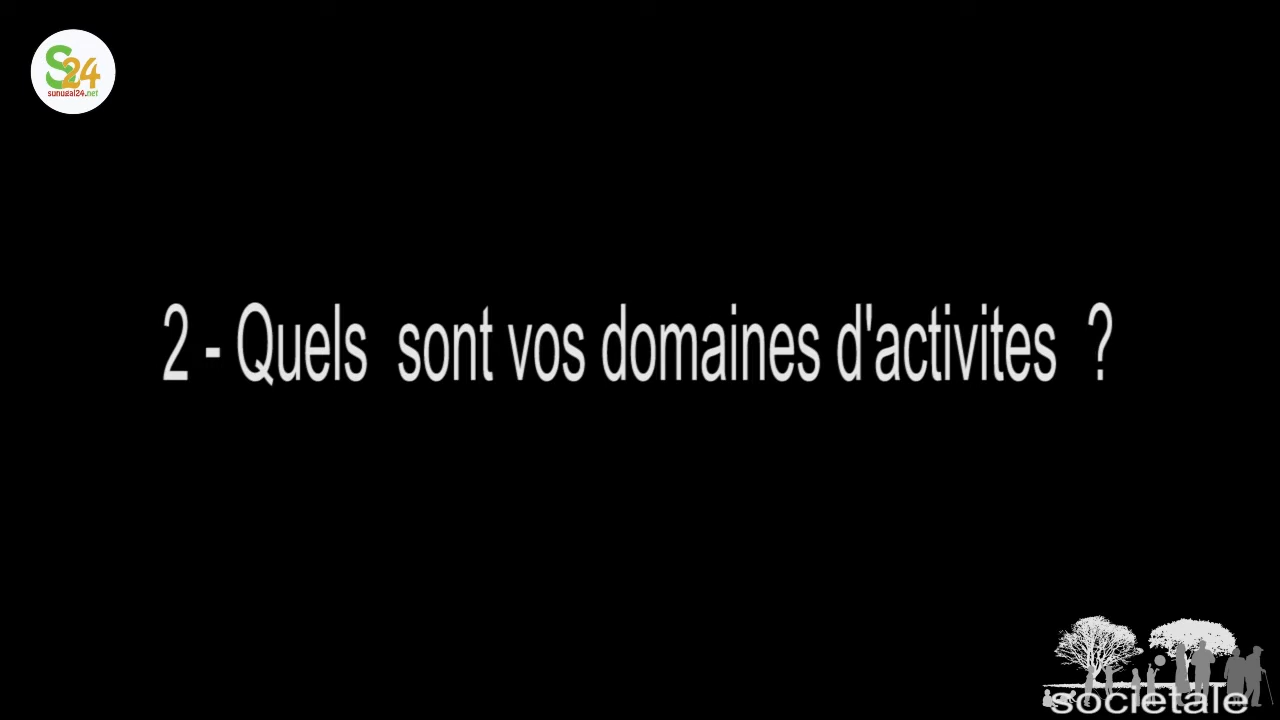 S24
sunugal24.net
2 - Quels sont vos domaines d'activites ?
societale